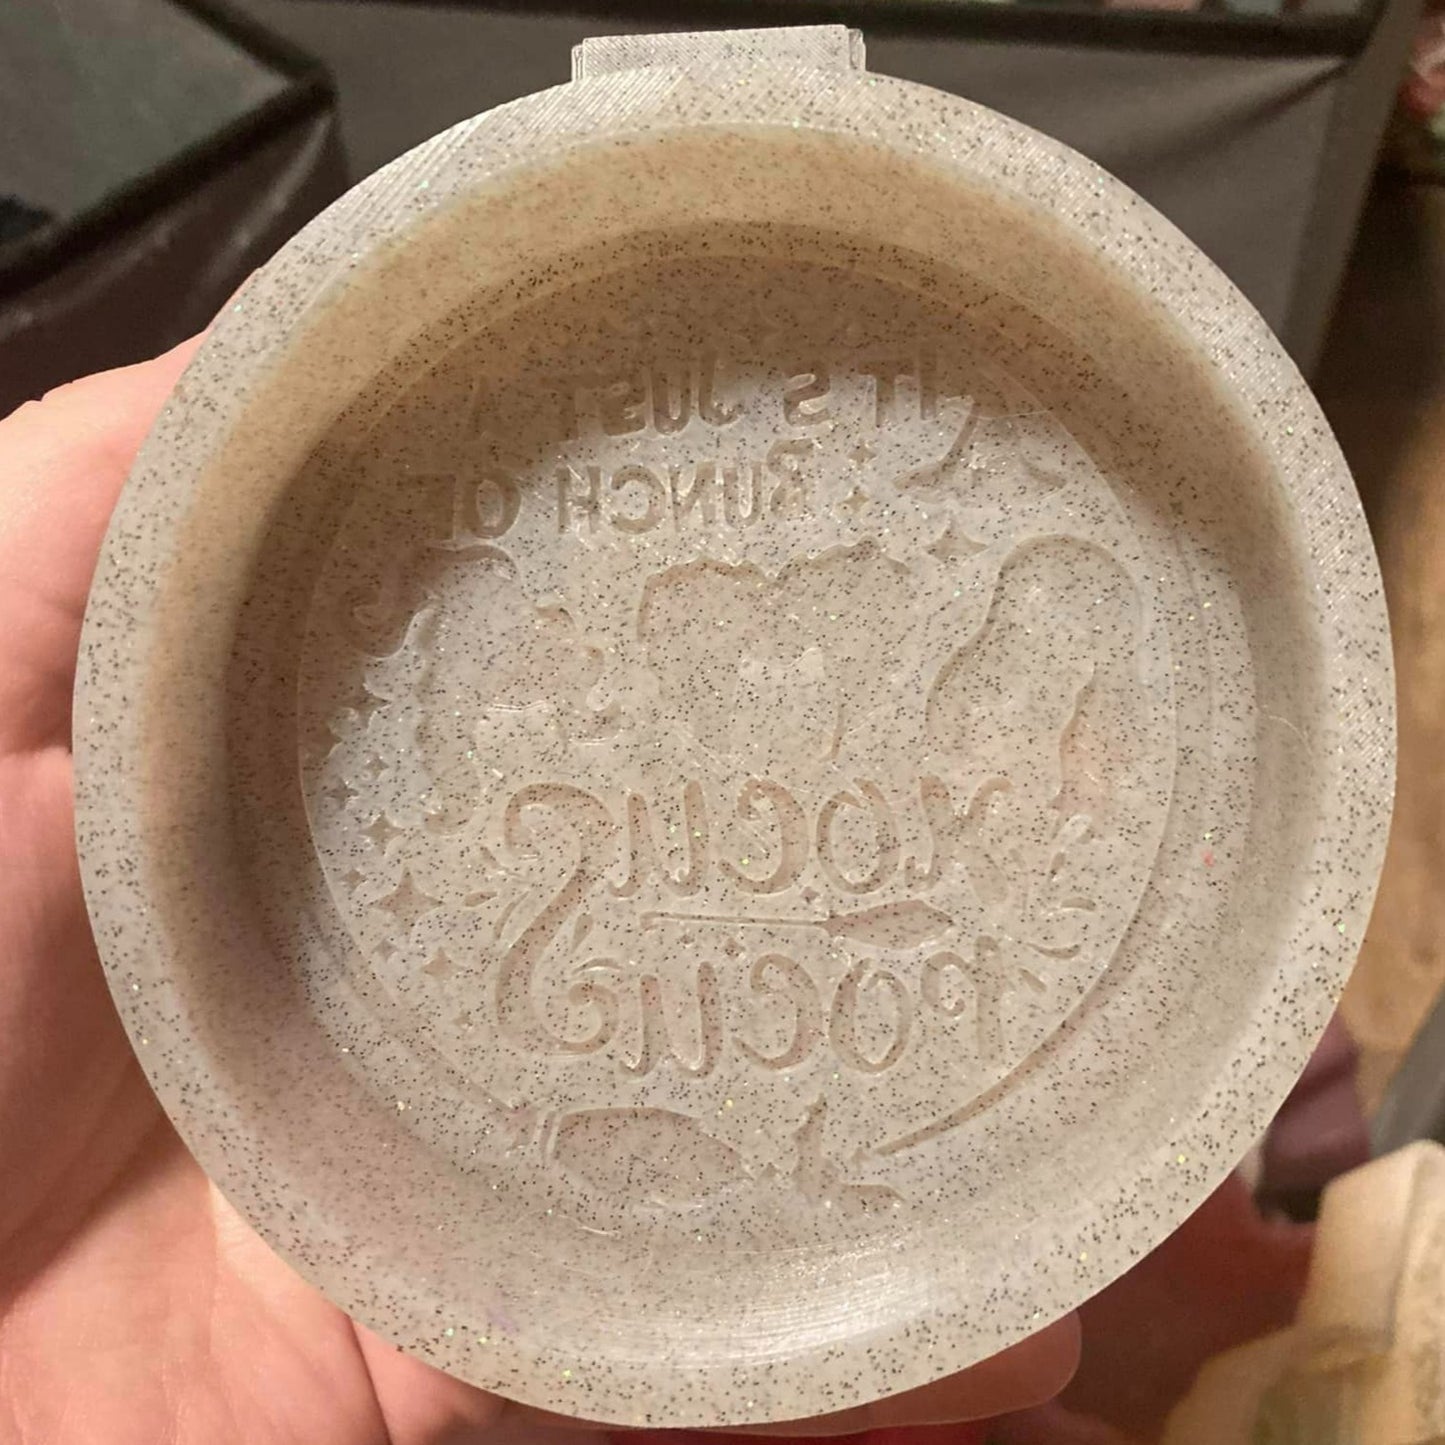 IT'S JUST A
BUNCH OF
Hocus
Pocus